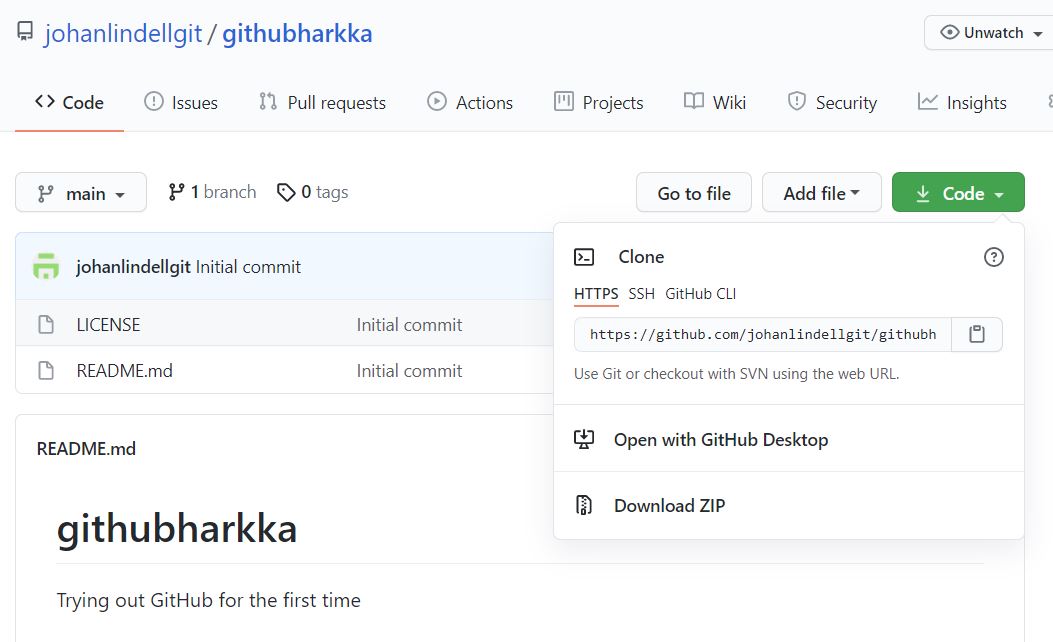 johanlindellgit / githubharkka
Unwatch
Code Issues Pull requests Actions Projects Wiki Security Insights
main 1 branch 0 tags Go to file Add file Code
johanlindellgit Initial commit
LICENSE Initial commit
README.md Initial commit
Clone
HTTPS SSH GitHub CLI
https://github.com/johanlindellgit/githubh
Use Git or checkout with SVN using the web URL.
Open with GitHub Desktop
Download ZIP
README.md
githubharkka
Trying out GitHub for the first time